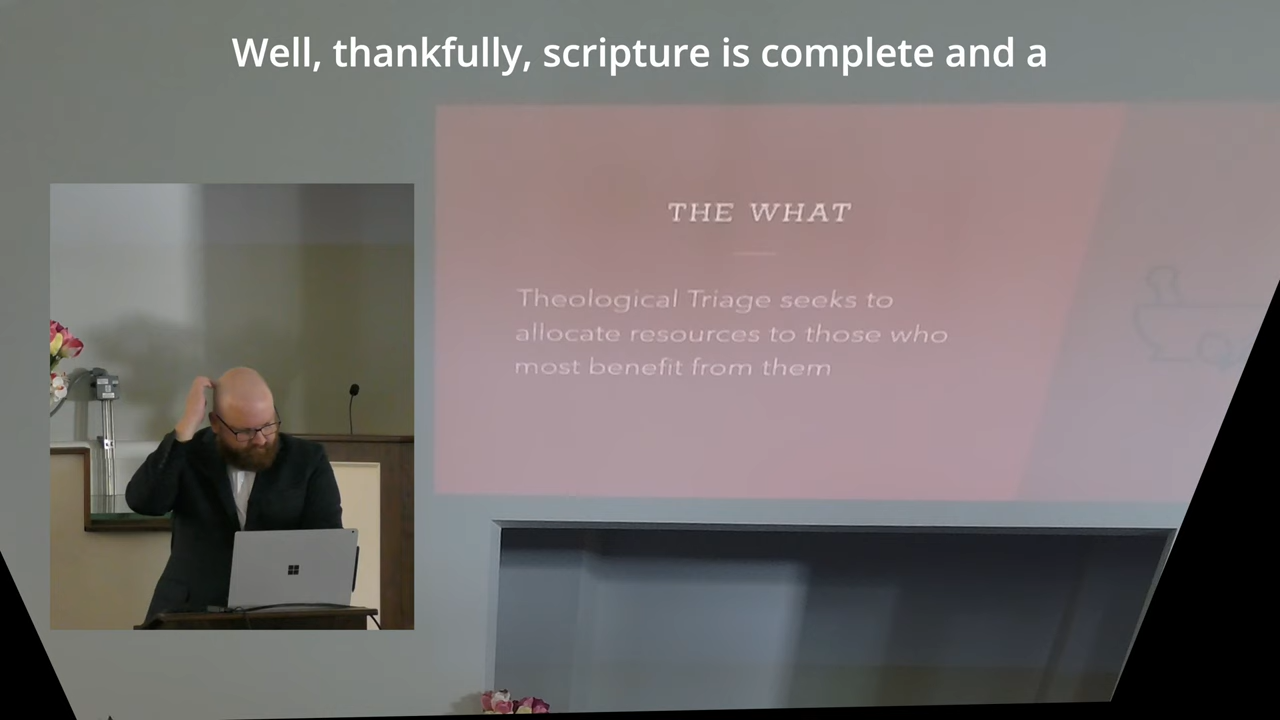 Well, thankfully, scripture is complete and a
THE WHAT
Theological Triage seeks to
allocate resources to those who
most benefit from them